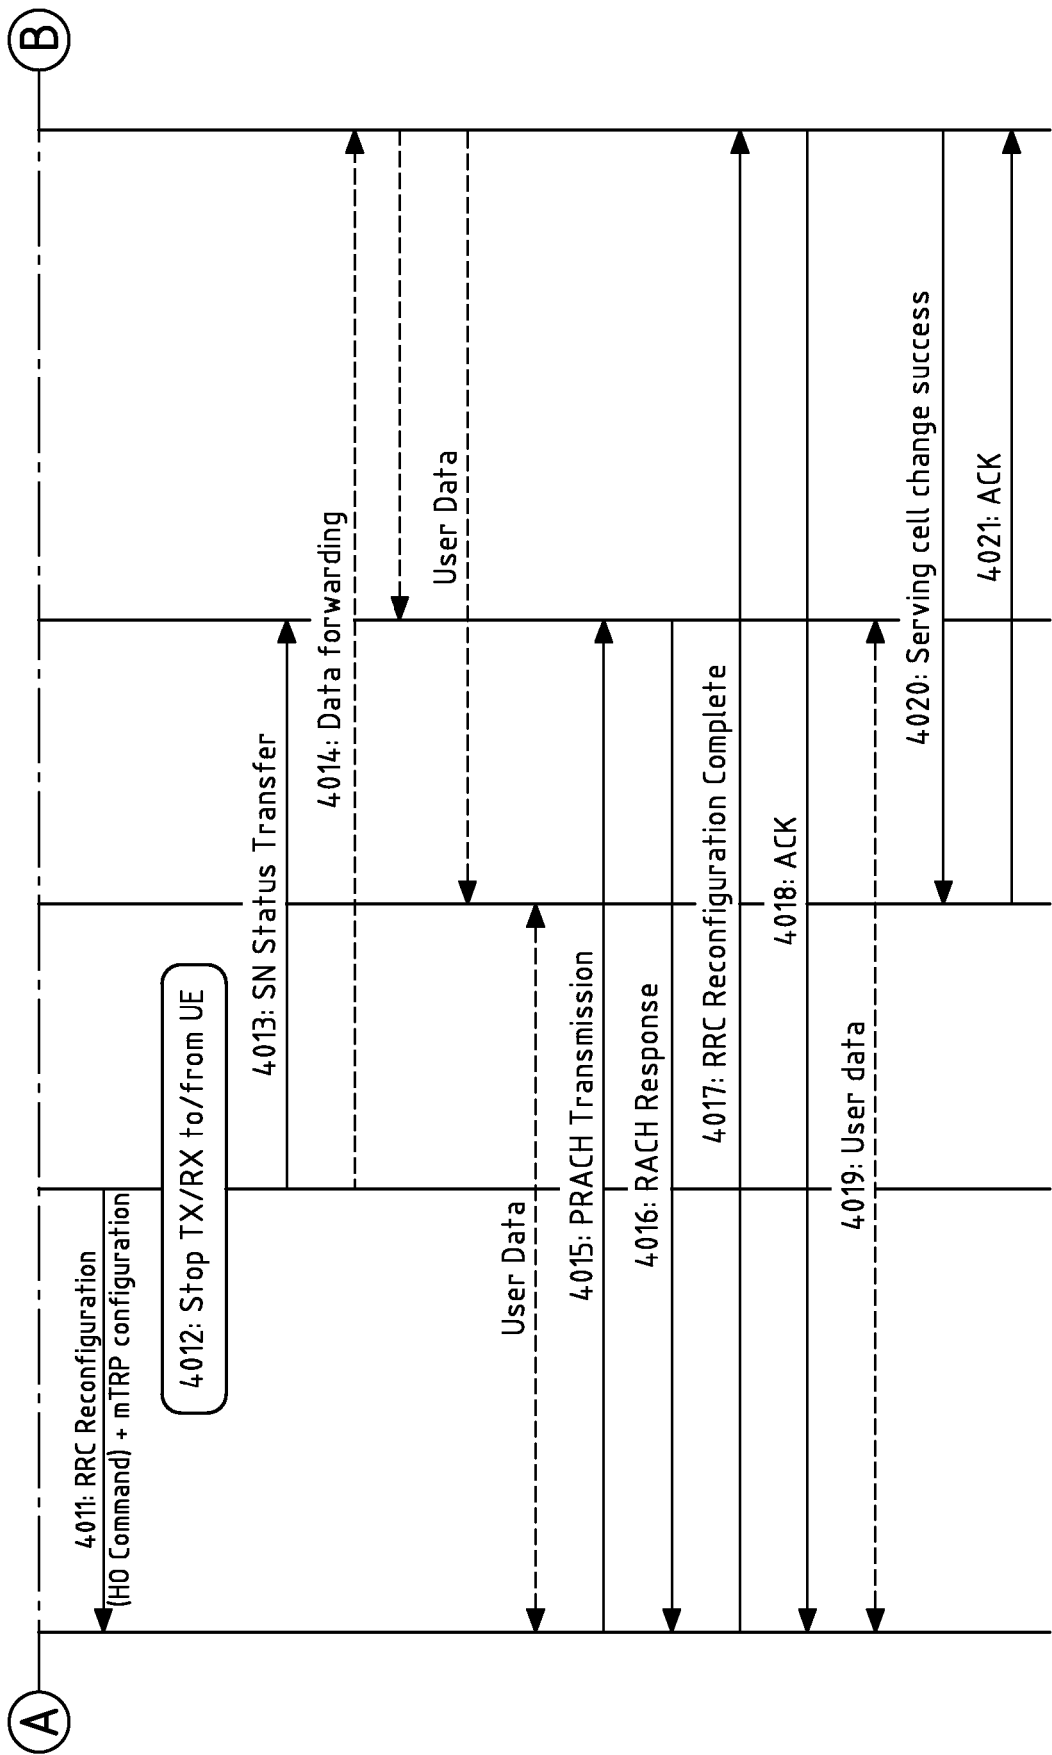 A
B
4011: RRC Reconfiguration
(HO Command) + mTRP configuration
4012: Stop TX/RX to/from UE
4013: SN Status Transfer
4014: Data forwarding
User Data
User Data
4015: PRACH Transmission
4016: RACH Response
4017: RRC Reconfiguration Complete
4018: ACK
4019: User data
4020: Serving cell change success
4021: ACK